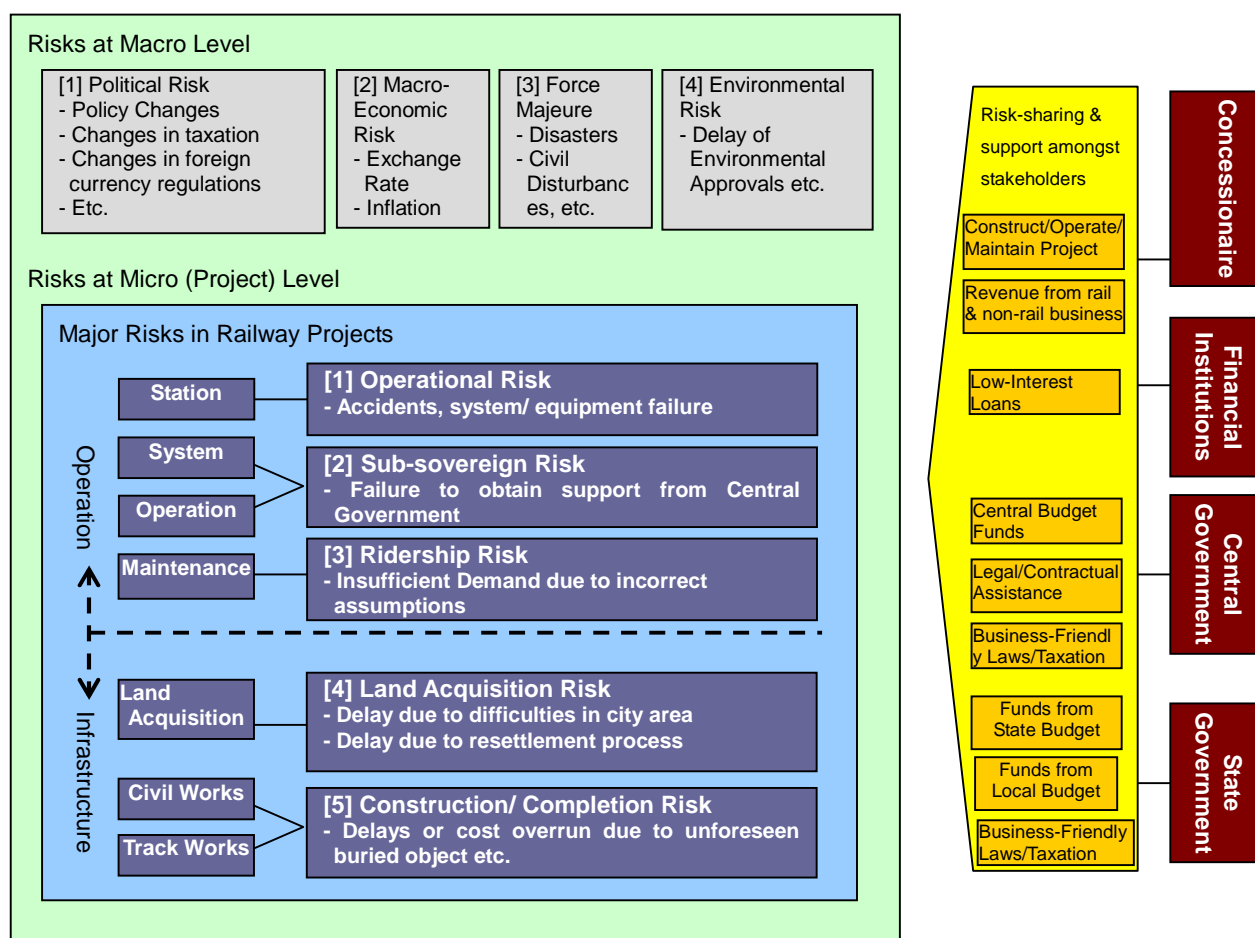 Risks at Macro Level
[1] Political Risk
- Policy Changes
- Changes in taxation
- Changes in foreign
currency regulations
- Etc.
[2] Macro-
Economic
Risk
- Exchange
Rate
- Inflation
[3] Force
Majeure
- Disasters
- Civil
Disturbanc
es, etc.
[4] Environmental
Risk
- Delay of
Environmental
Approvals etc.
Risks at Micro (Project) Level
Major Risks in Railway Projects
Operation
Infrastructure
Station
System
Operation
Maintenance
Land
Acquisition
Civil Works
Track Works
[1] Operational Risk
- Accidents, system/ equipment failure
[2] Sub-sovereign Risk
- Failure to obtain support from Central
Government
[3] Ridership Risk
- Insufficient Demand due to incorrect
assumptions
[4] Land Acquisition Risk
- Delay due to difficulties in city area
- Delay due to resettlement process
[5] Construction/ Completion Risk
- Delays or cost overrun due to unforeseen
buried object etc.
Risk-sharing &
support amongst
stakeholders
Construct/Operate/
Maintain Project
Revenue from rail
& non-rail business
Low-Interest
Loans
Central Budget
Funds
Legal/Contractual
Assistance
Business-Friendl
y Laws/Taxation
Funds from
State Budget
Funds from
Local Budget
Business-Friendly
Laws/Taxation
Concessionaire
Financial
Institutions
Central
Government
State
Government